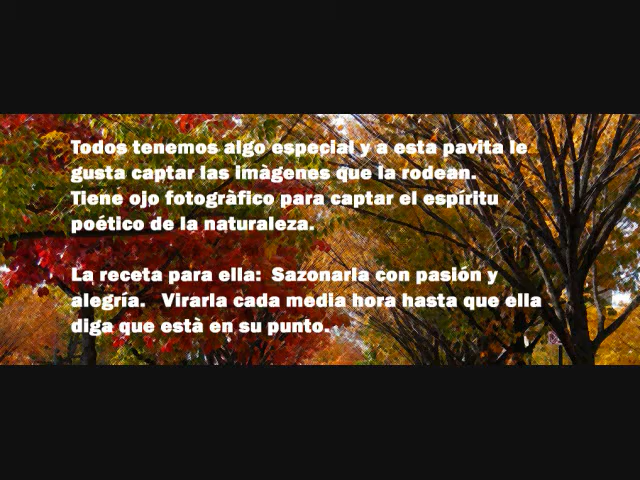 Todos tenemos algo especial y a esta pavita le
gusta captar las imàgenes que la rodean.
Tiene ojo fotogràfico para captar el espíritu
poético de la naturaleza.
La receta para ella:  Sazonarla con pasión y
alegría.   Virarla cada media hora hasta que ella
diga que està en su punto.